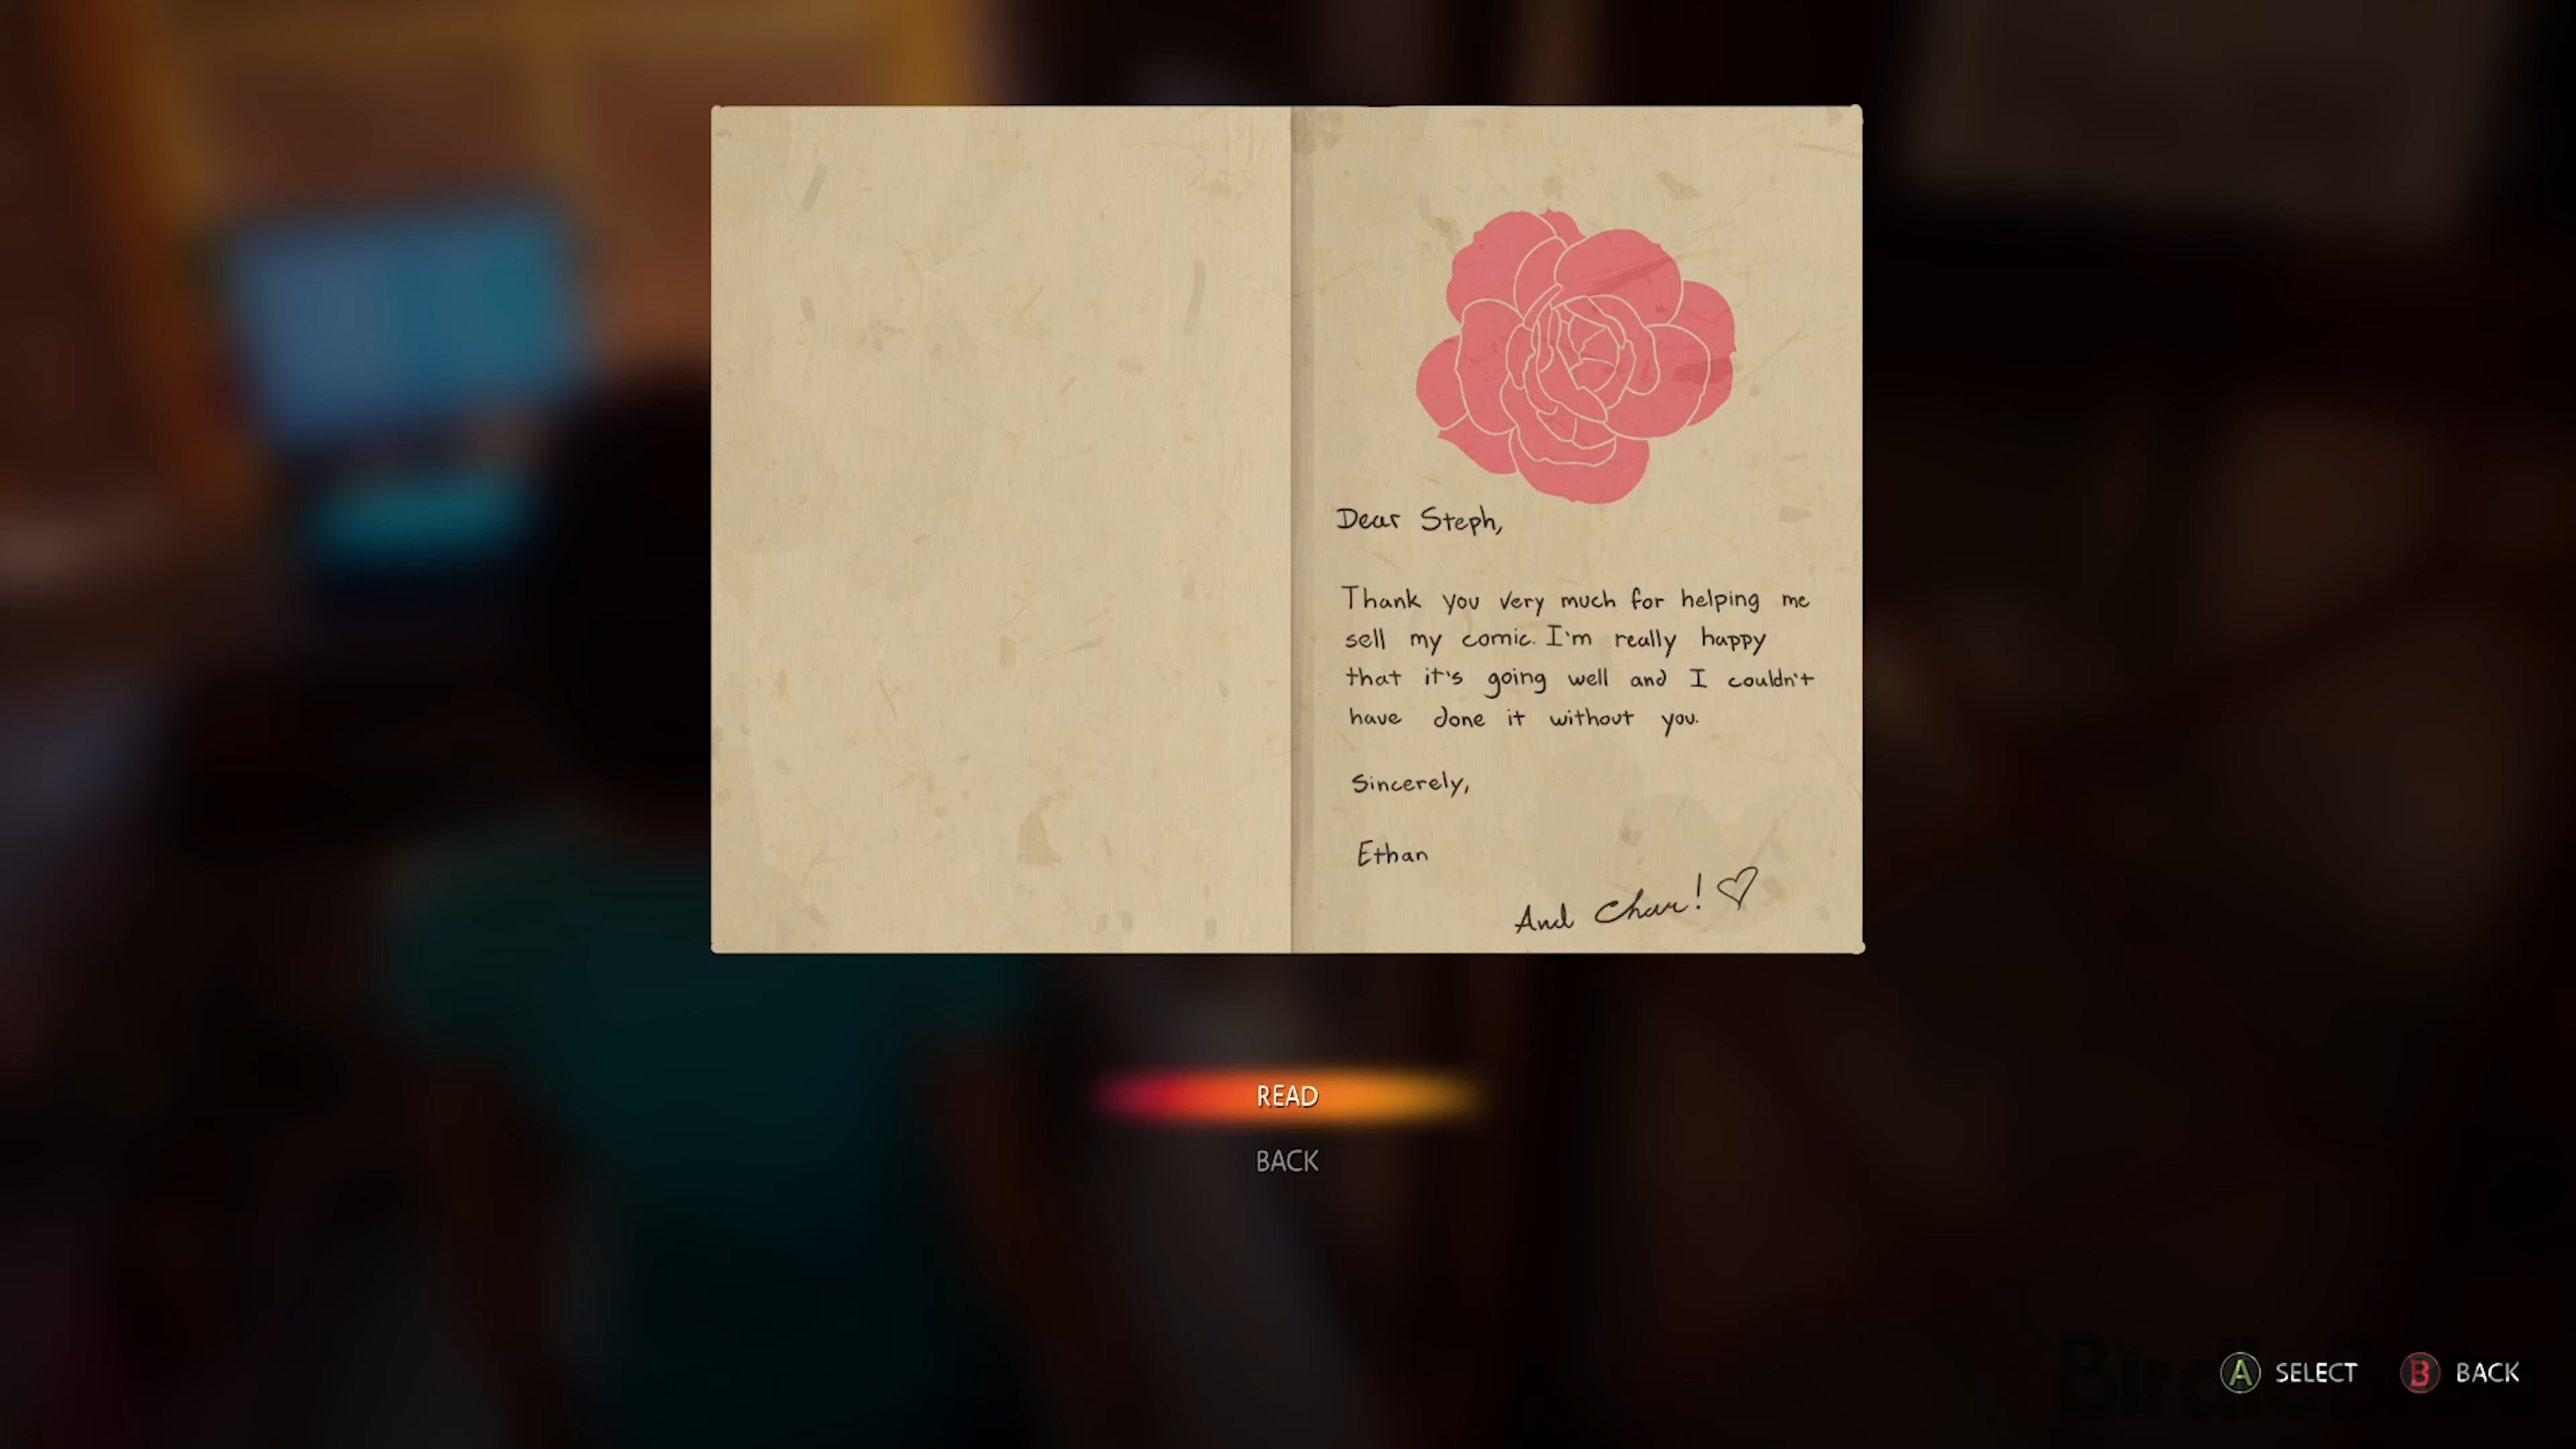 Dear Steph,
Thank you very much for helping me
sell my comic. I'm really happy
that it's going well and I couldn't
have done it without you.
Sincerely,
Ethan
And Char! ♡
READ
BACK
A SELECT B BACK